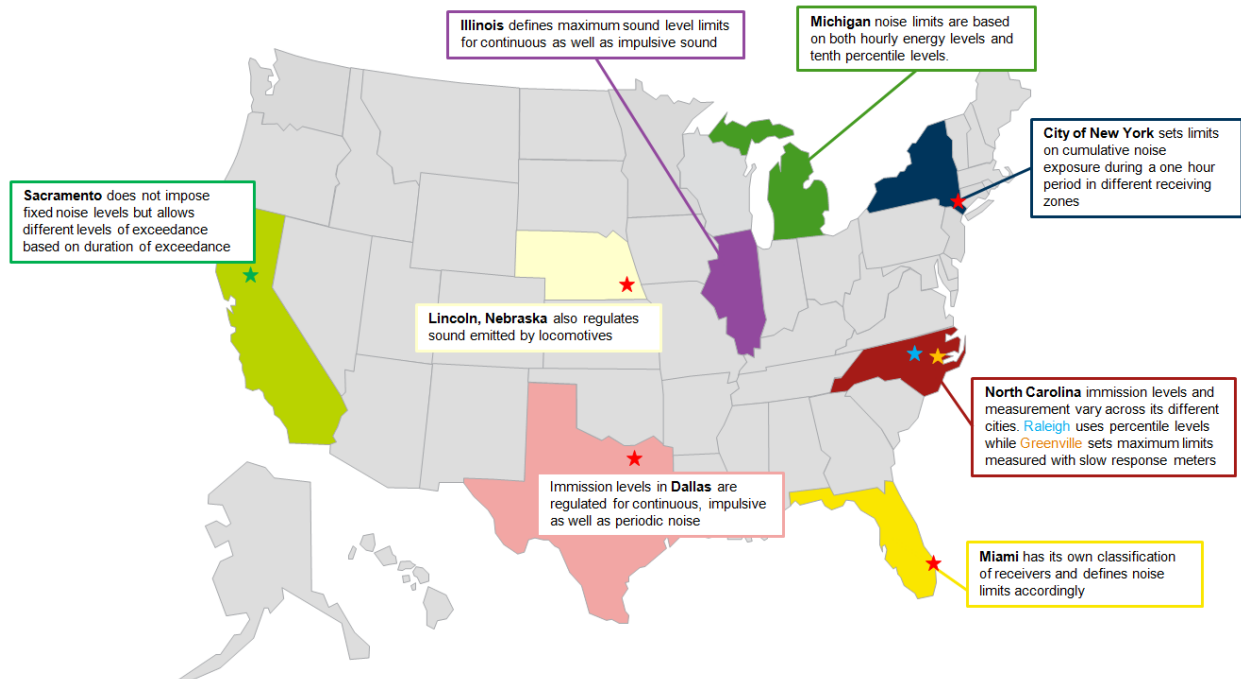 Illinois defines maximum sound level limits
for continuous as well as impulsive sound
Michigan noise limits are based
on both hourly energy levels and
tenth percentile levels.
City of New York sets limits
on cumulative noise
exposure during a one hour
period in different receiving
zones
Sacramento does not impose
fixed noise levels but allows
different levels of exceedance
based on duration of exceedance
Lincoln, Nebraska also regulates
sound emitted by locomotives
North Carolina immission levels and
measurement vary across its different
cities. Raleigh uses percentile levels
while Greenville sets maximum limits
measured with slow response meters
Immission levels in Dallas are
regulated for continuous, impulsive
as well as periodic noise
Miami has its own classification
of receivers and defines noise
limits accordingly